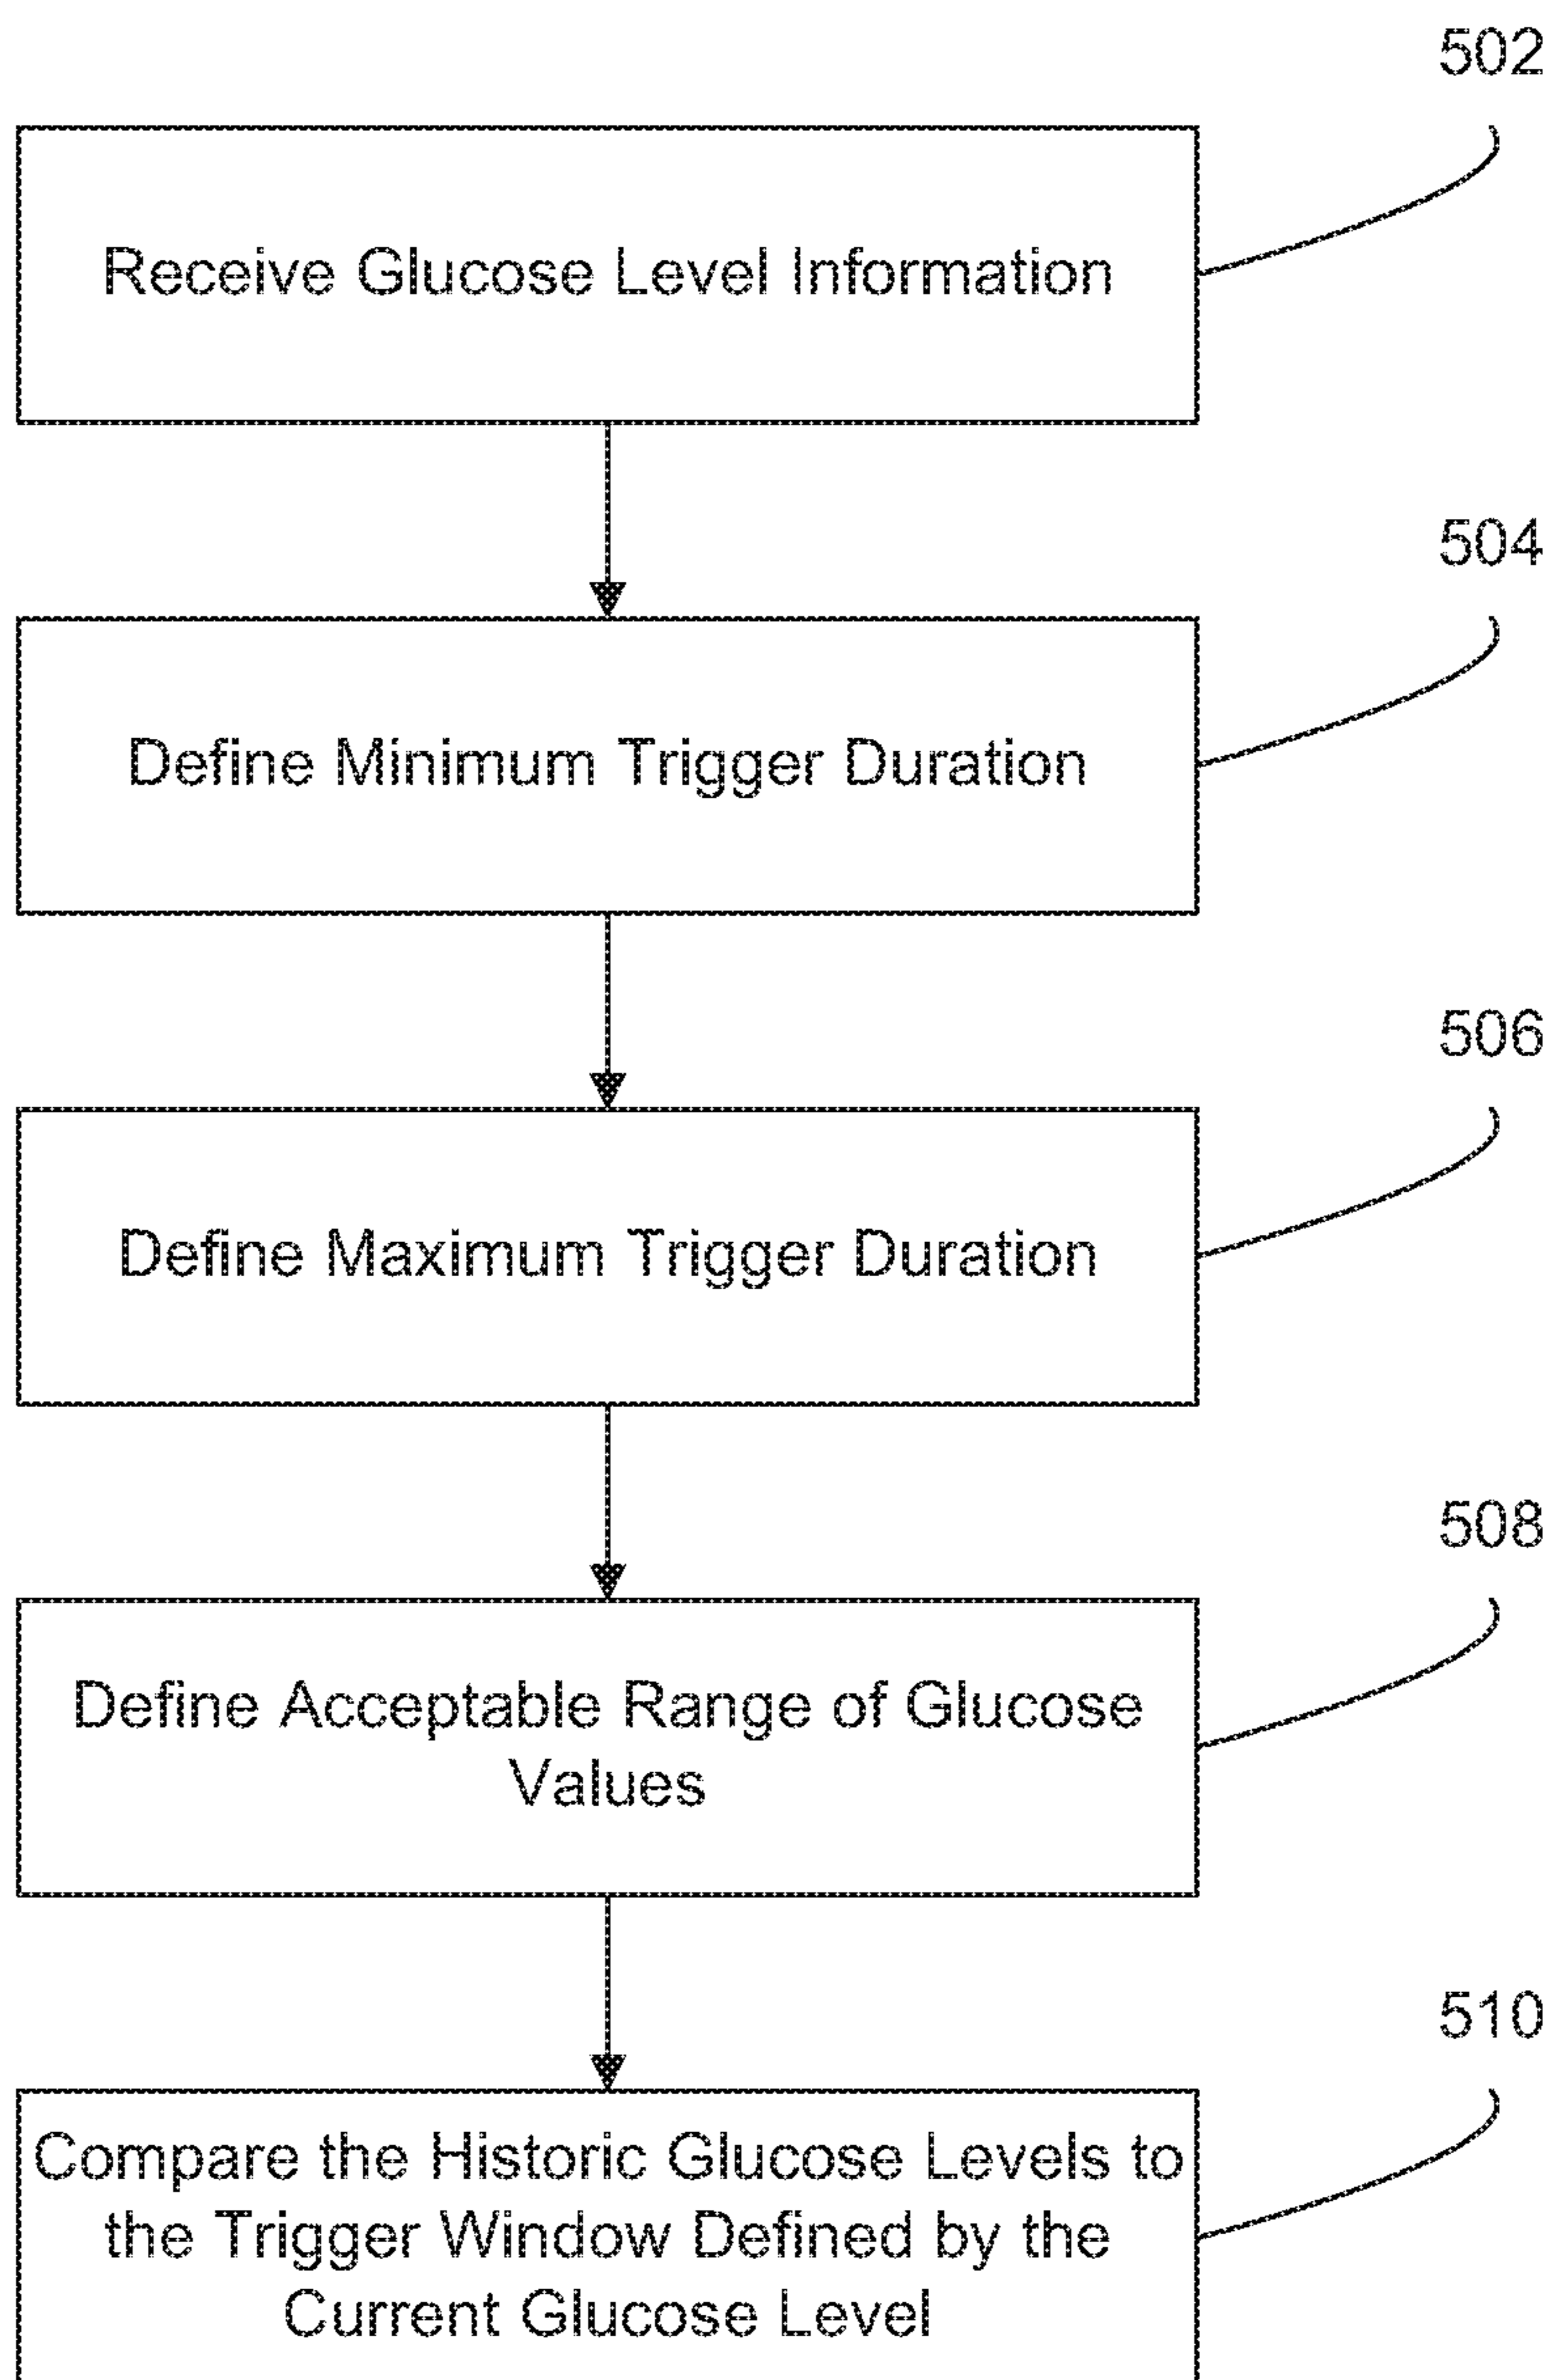 502
Receive Glucose Level Information
504
Define Minimum Trigger Duration
506
Define Maximum Trigger Duration
508
Define Acceptable Range of Glucose
Values
510
Compare the Historic Glucose Levels to
the Trigger Window Defined by the
Current Glucose Level